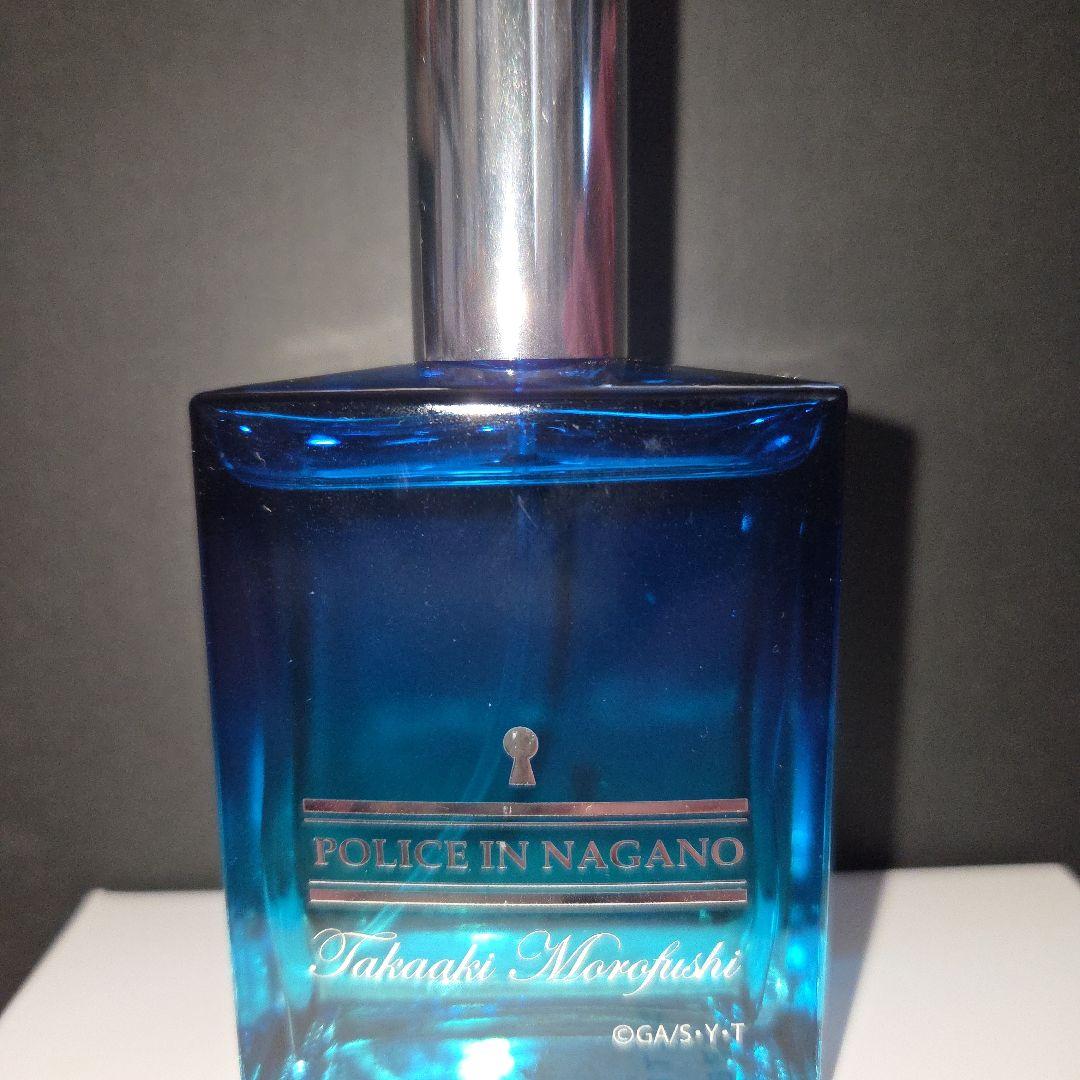 POLICE IN NAGANO
Takaaki Morofushi
©GA/S・Y・T